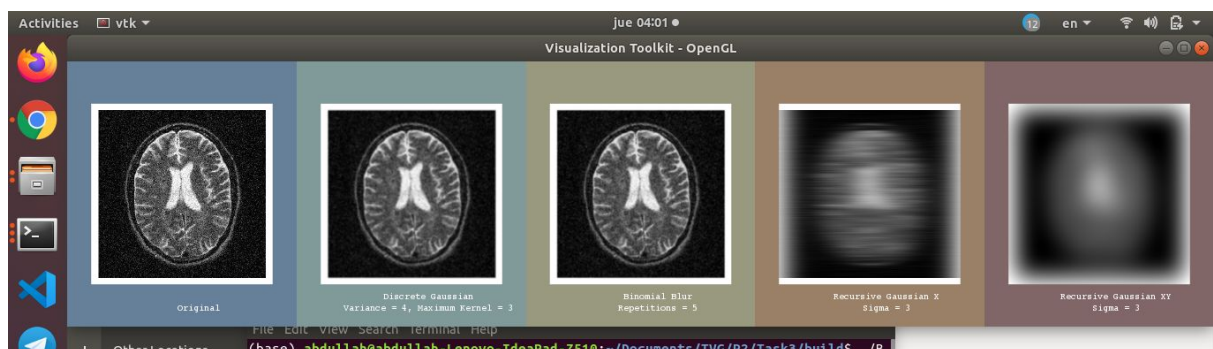 Activities vtk jue 04:01 12 en
Visualization Toolkit - OpenGL
Original
Discrete Gaussian
Variance = 4, Maximum Kernel = 3
Binomial Blur
Repetitions = 5
Recursive Gaussian X
Sigma = 3
Recursive Gaussian XY
Sigma = 3
File Edit View Search Terminal Help
Other Locations
(base) abdullah@abdullah-Lenovo-IdeaPad-Z510:~/Documents/TVG/P2/Task3/build$ ./B